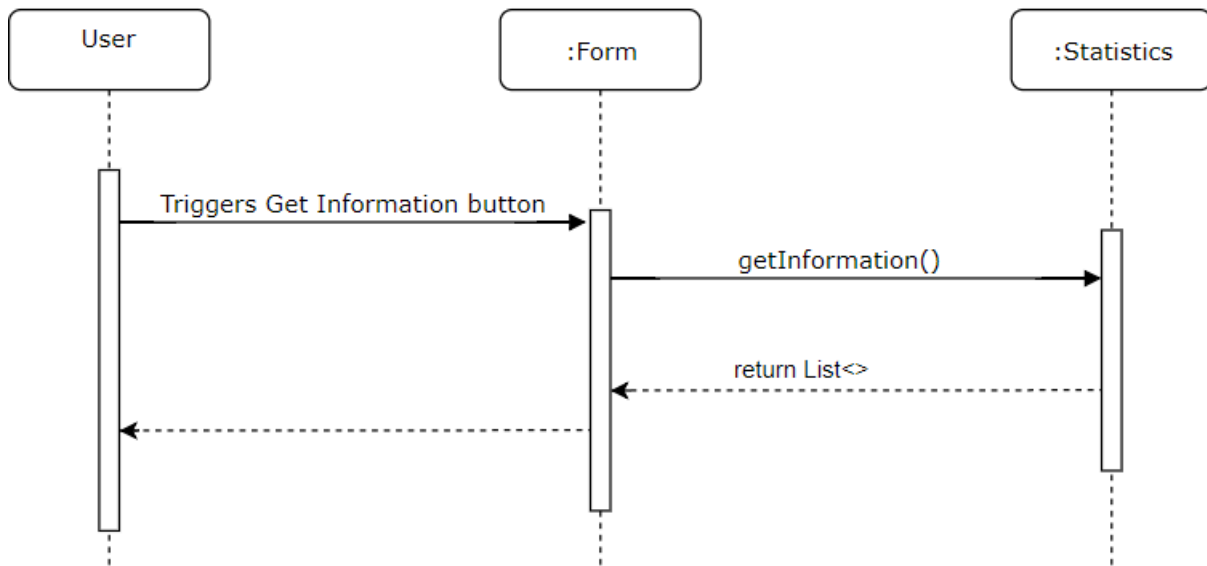 User
:Form
:Statistics
Triggers Get Information button
getInformation()
return List<>